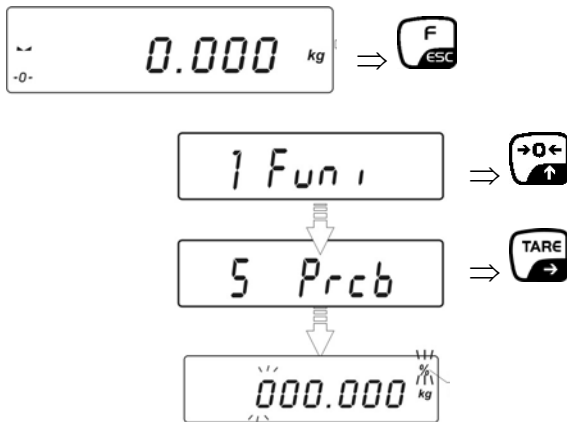 0.000 kg
-0-
⇒ F
ESC
1 Funi
⇒ →0←
↑
5 Prcb
⇒ TARE
→
%
000.000 kg